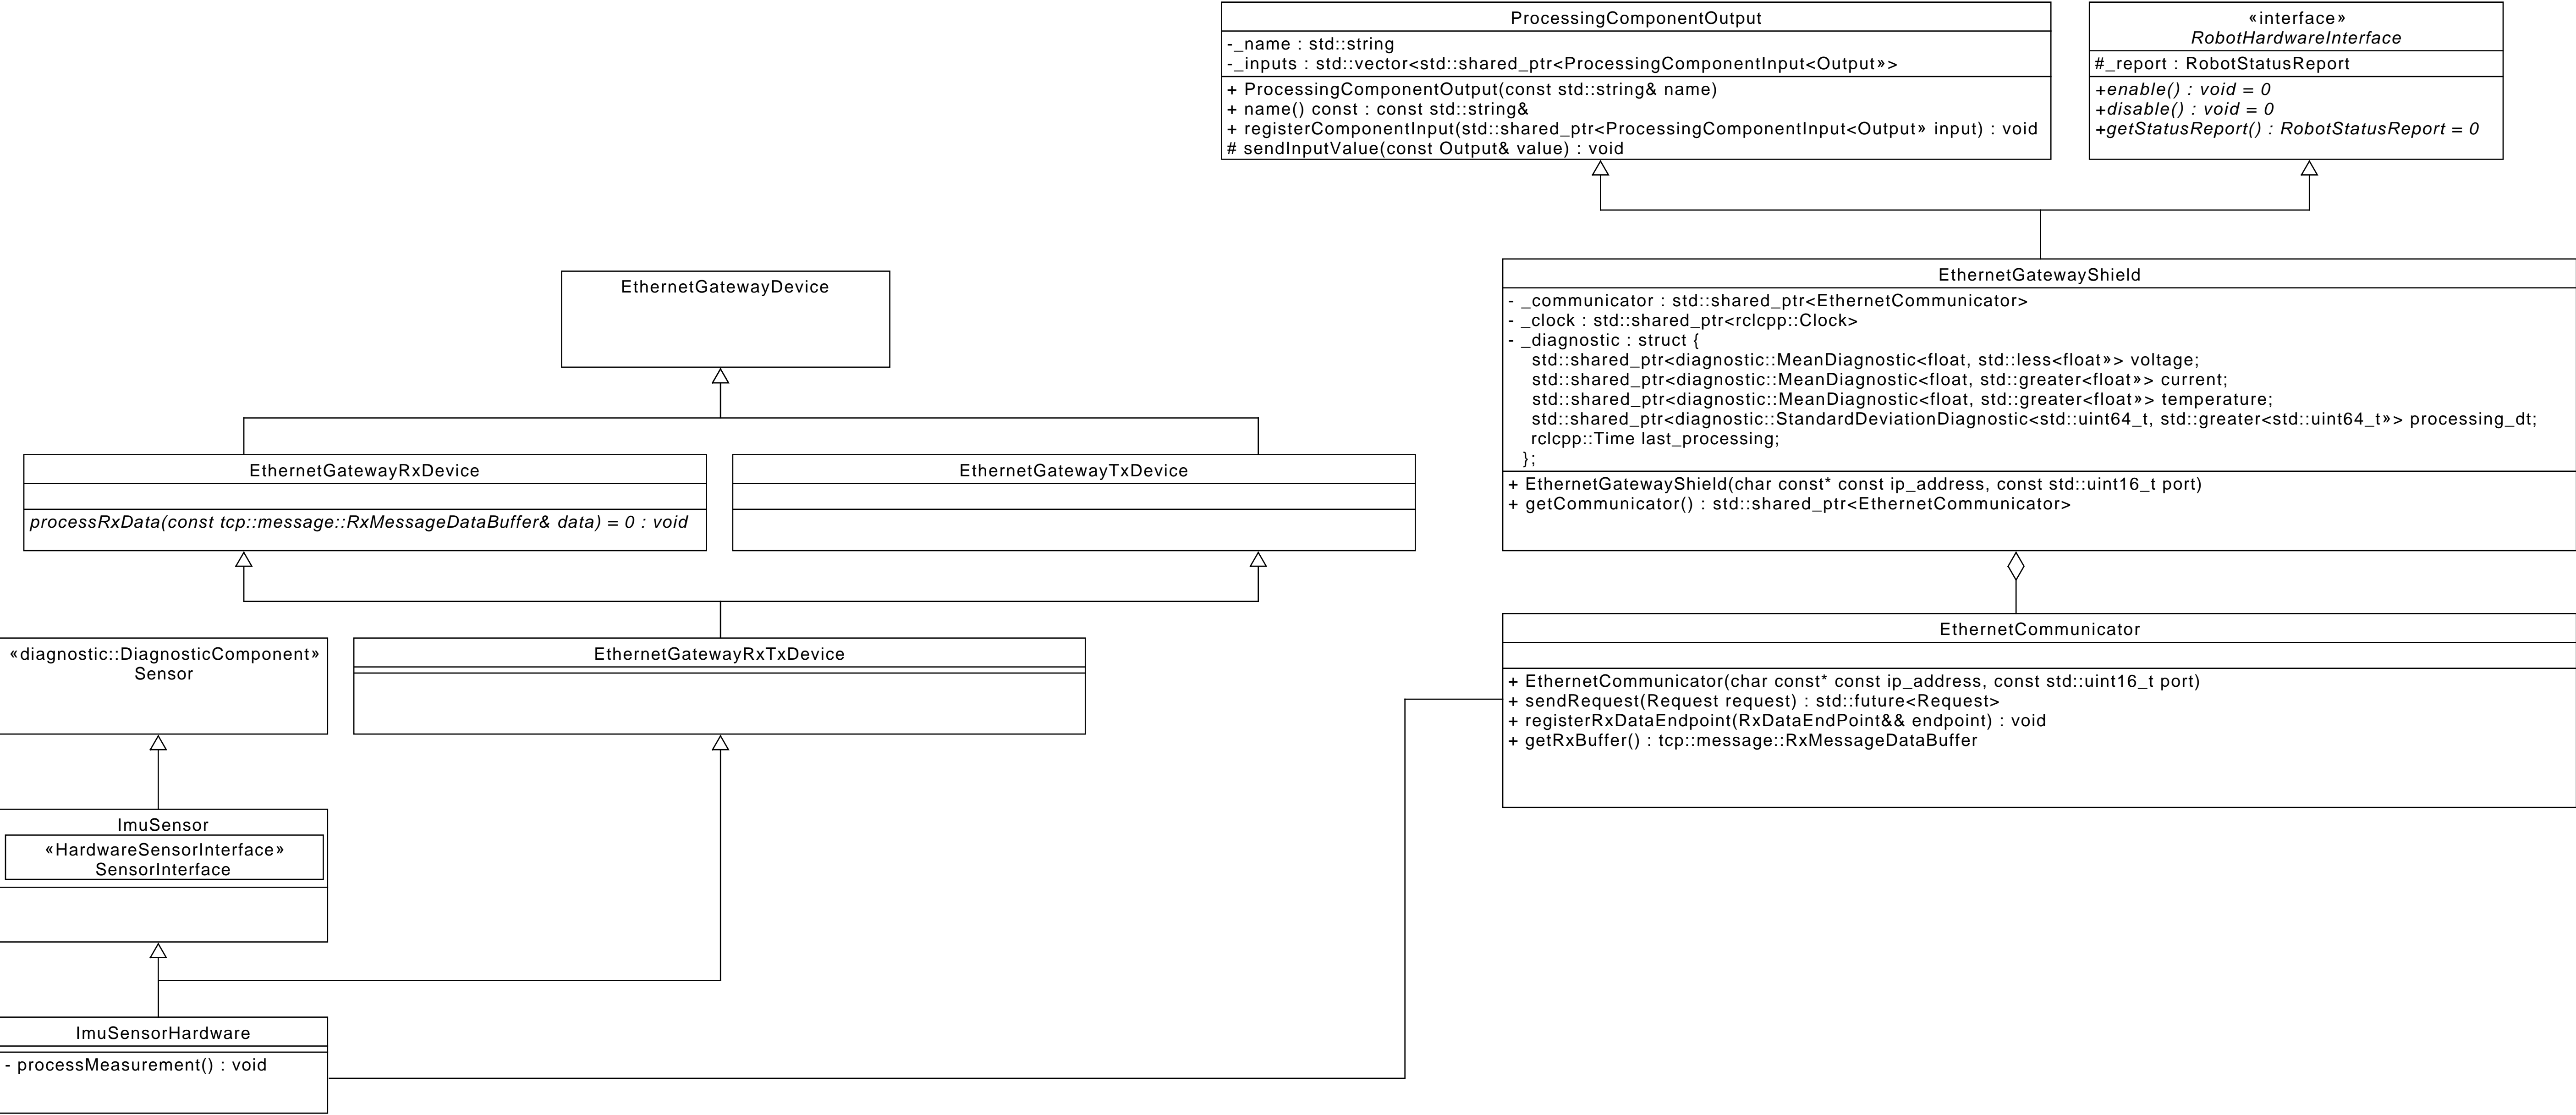 ProcessingComponentOutput
-_name : std::string
-_inputs : std::vector<std::shared_ptr<ProcessingComponentInput<Output»>
+ ProcessingComponentOutput(const std::string& name)
+ name() const : const std::string&
+ registerComponentInput(std::shared_ptr<ProcessingComponentInput<Output» input) : void
# sendInputValue(const Output& value) : void
«interface»
RobotHardwareInterface
#_report : RobotStatusReport
+enable() : void = 0
+disable() : void = 0
+getStatusReport() : RobotStatusReport = 0
EthernetGatewayDevice
EthernetGatewayShield
- _communicator : std::shared_ptr<EthernetCommunicator>
- _clock : std::shared_ptr<rclcpp::Clock>
- _diagnostic : struct {
std::shared_ptr<diagnostic::MeanDiagnostic<float, std::less<float»> voltage;
std::shared_ptr<diagnostic::MeanDiagnostic<float, std::greater<float»> current;
std::shared_ptr<diagnostic::MeanDiagnostic<float, std::greater<float»> temperature;
std::shared_ptr<diagnostic::StandardDeviationDiagnostic<std::uint64_t, std::greater<std::uint64_t»> processing_dt;
rclcpp::Time last_processing;
};
+ EthernetGatewayShield(char const* const ip_address, const std::uint16_t port)
+ getCommunicator() : std::shared_ptr<EthernetCommunicator>
EthernetGatewayRxDevice
processRxData(const tcp::message::RxMessageDataBuffer& data) = 0 : void
EthernetGatewayTxDevice
«diagnostic::DiagnosticComponent»
Sensor
EthernetGatewayRxTxDevice
EthernetCommunicator
+ EthernetCommunicator(char const* const ip_address, const std::uint16_t port)
+ sendRequest(Request request) : std::future<Request>
+ registerRxDataEndpoint(RxDataEndPoint&& endpoint) : void
+ getRxBuffer() : tcp::message::RxMessageDataBuffer
ImuSensor
«HardwareSensorInterface»
SensorInterface
ImuSensorHardware
- processMeasurement() : void